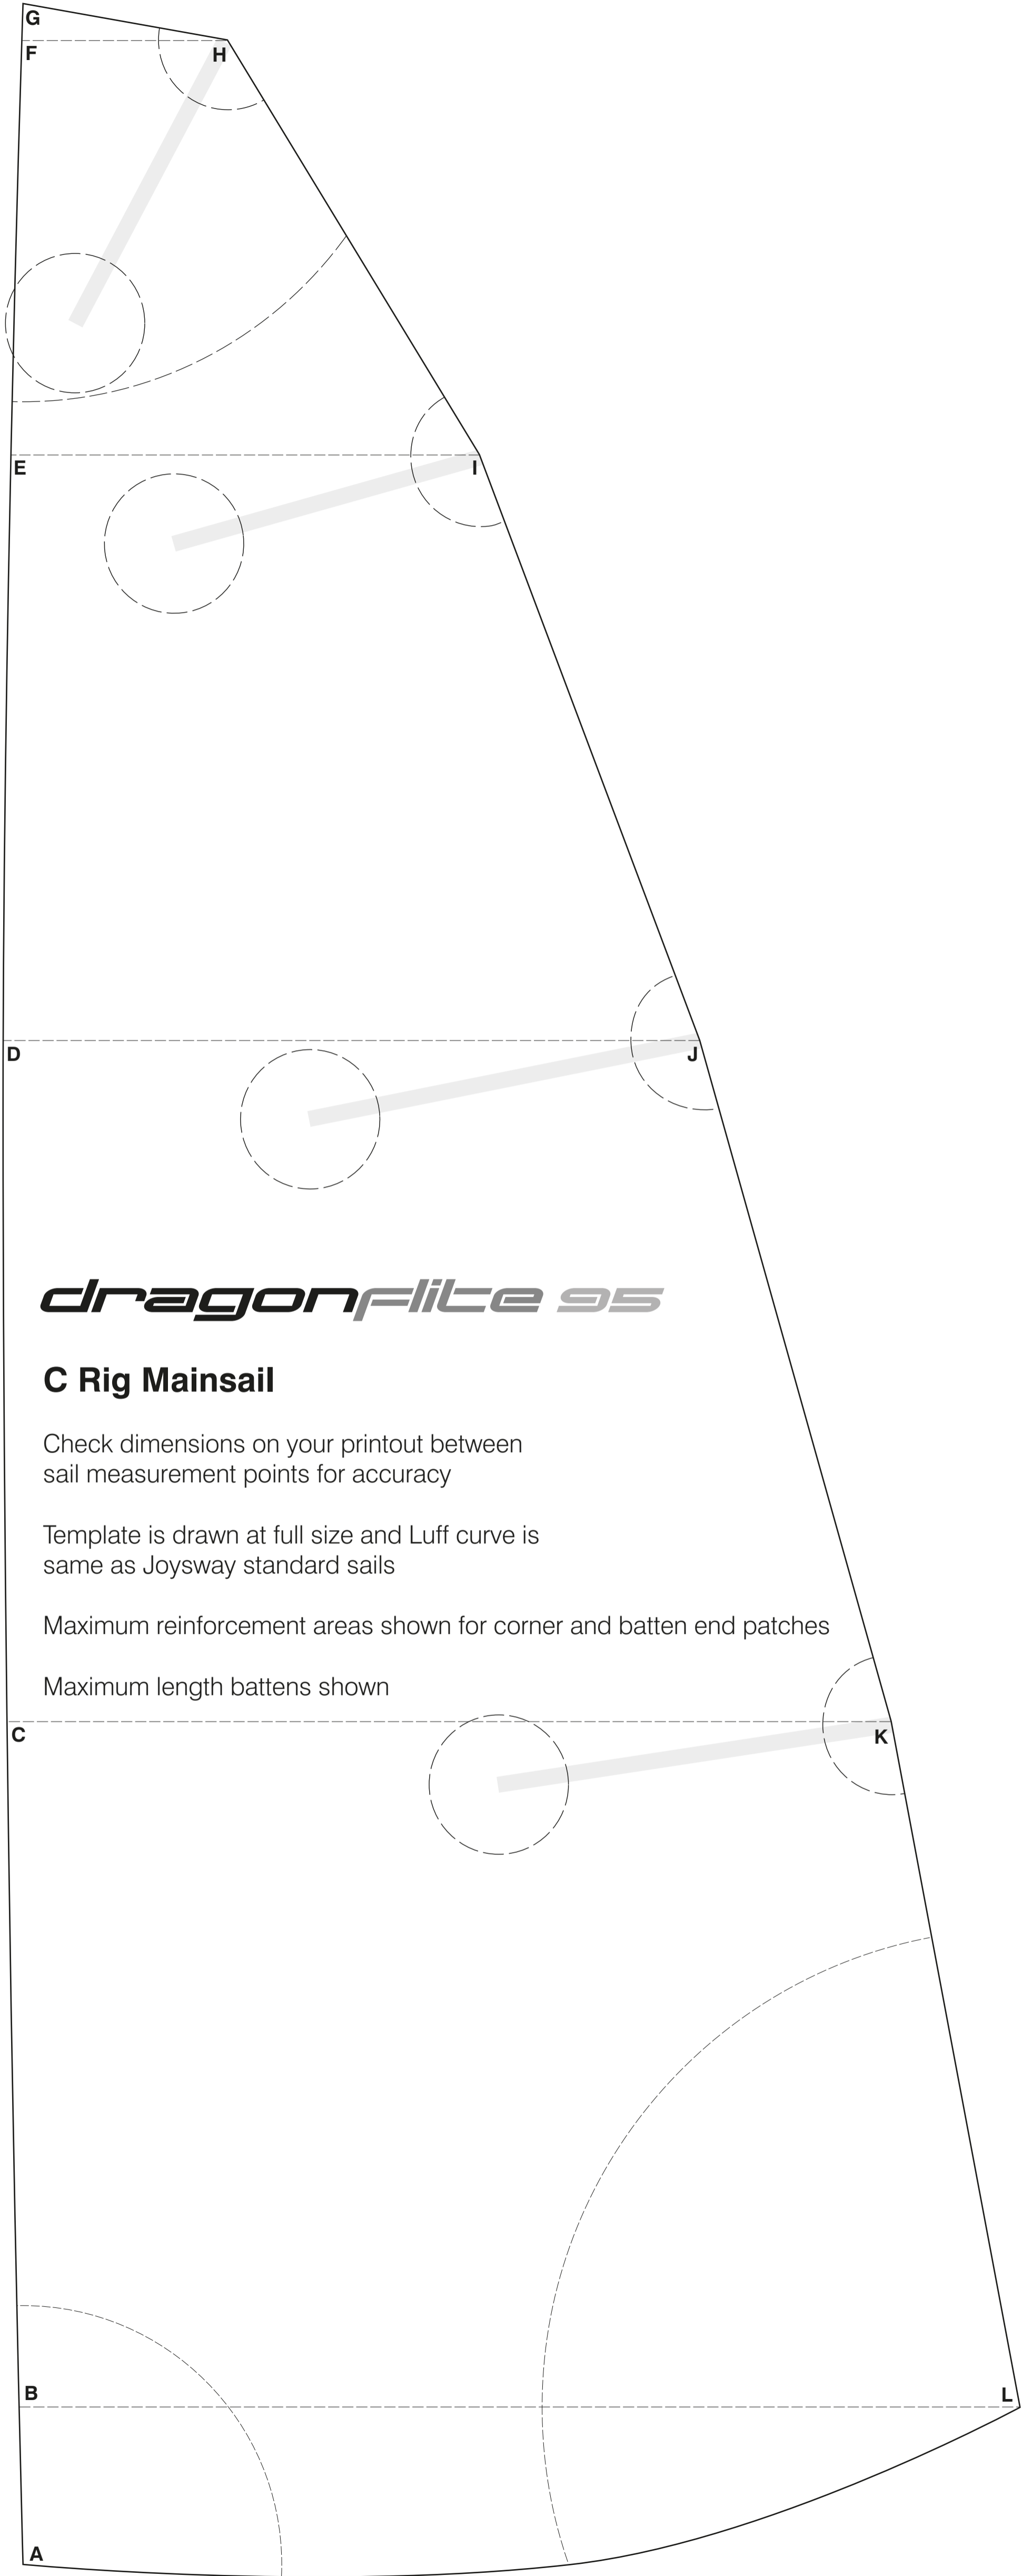 G
F
H
E
I
D
J
dragonflite 95
C Rig Mainsail
Check dimensions on your printout between
sail measurement points for accuracy
Template is drawn at full size and Luff curve is
same as Joysway standard sails
Maximum reinforcement areas shown for corner and batten end patches
Maximum length battens shown
C
K
B
L
A